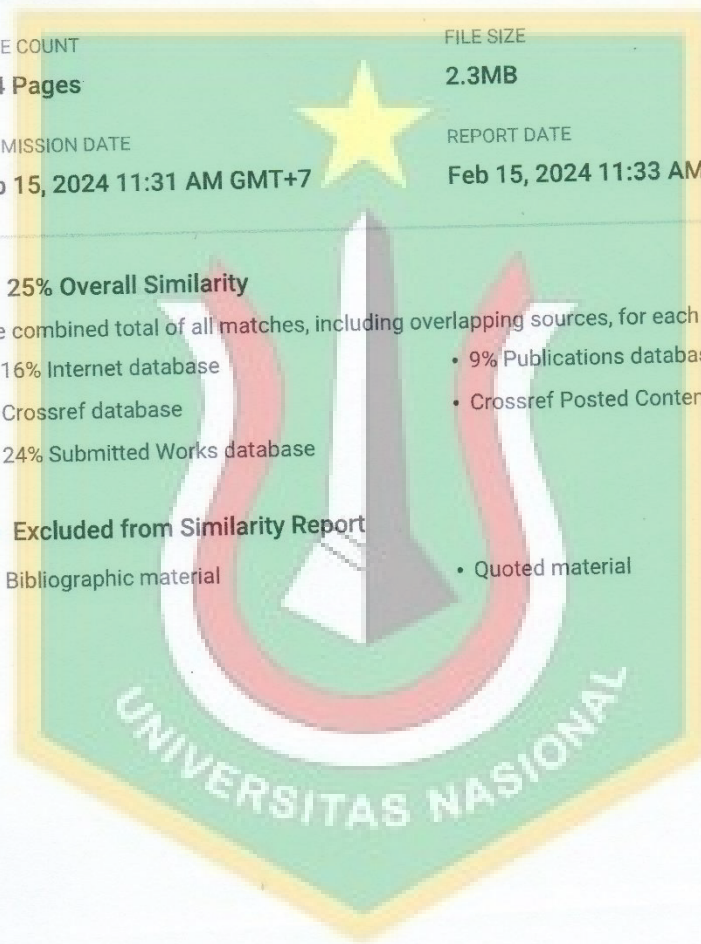 E COUNT
FILE SIZE
Pages
2.3MB
MISSION DATE
REPORT DATE
15, 2024 11:31 AM GMT+7
Feb 15, 2024 11:33 AM
25% Overall Similarity
combined total of all matches, including overlapping sources, for each
16% Internet database
• 9% Publications databas
Crossref database
• Crossref Posted Conten
24% Submitted Works database
Excluded from Similarity Report
Bibliographic material
• Quoted material
UNIVERSITAS NASIONAL